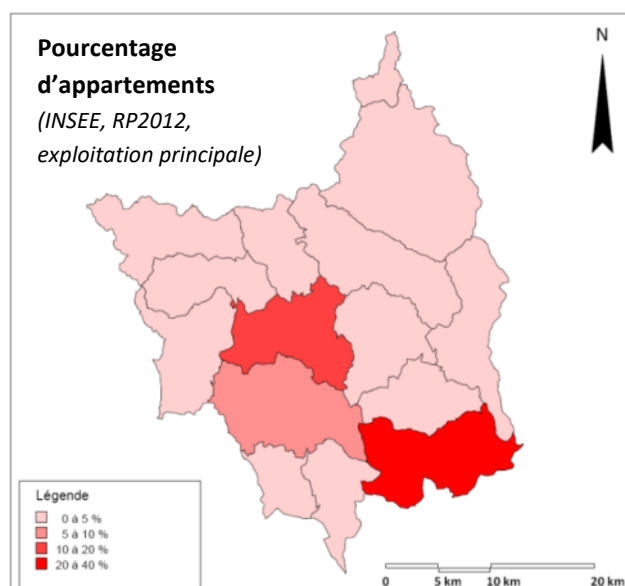 Pourcentage
d’appartements
(INSEE, RP2012,
exploitation principale)
N
Légende
0 à 5 %
5 à 10 %
10 à 20 %
20 à 40 %
0 5 km 10 km 20 km